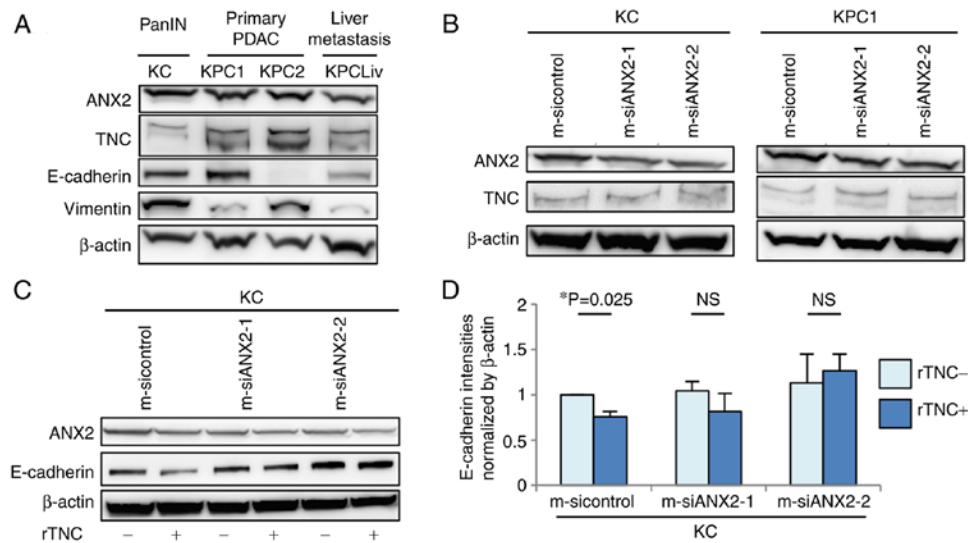 A
PanIN
Primary PDAC
Liver metastasis
KC
KPC1
KPC2
KPCLiv
ANX2
TNC
E-cadherin
Vimentin
β-actin
B
KC
KPC1
m-sicontrol
m-siANX2-1
m-siANX2-2
m-sicontrol
m-siANX2-1
m-siANX2-2
ANX2
TNC
β-actin
C
KC
m-sicontrol
m-siANX2-1
m-siANX2-2
ANX2
E-cadherin
β-actin
rTNC − + − + − +
D
E-cadherin intensities
normalized by β-actin
2
1.5
1
0.5
0
*P=0.025
NS
NS
rTNC−
rTNC+
m-sicontrol
m-siANX2-1
m-siANX2-2
KC